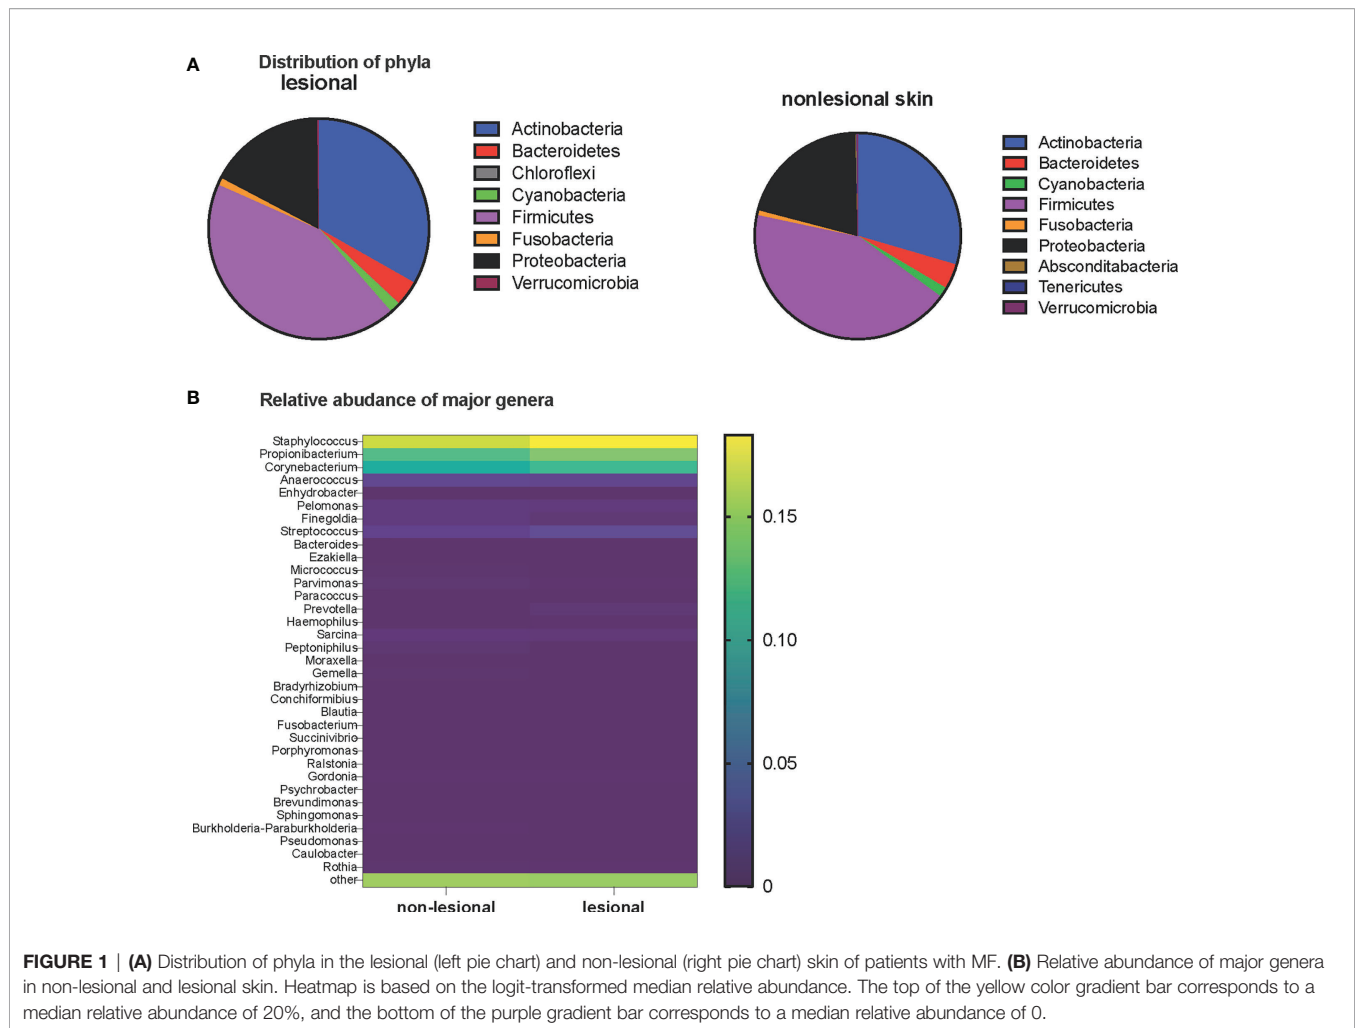 A
Distribution of phyla
lesional
Actinobacteria
Bacteroidetes
Chloroflexi
Cyanobacteria
Firmicutes
Fusobacteria
Proteobacteria
Verrucomicrobia
nonlesional skin
Actinobacteria
Bacteroidetes
Cyanobacteria
Firmicutes
Fusobacteria
Proteobacteria
Absconditabacteria
Tenericutes
Verrucomicrobia
B
Relative abudance of major genera
Staphylococcus
Propionibacterium
Corynebacterium
Anaerococcus
Enhydrobacter
Pelomonas
Finegoldia
Streptococcus
Bacteroides
Ezakiella
Micrococcus
Parvimonas
Paracoccus
Prevotella
Haemophilus
Sarcina
Peptoniphilus
Moraxella
Gemella
Bradyrhizobium
Conchiformibius
Blautia
Fusobacterium
Succinivibrio
Porphyromonas
Ralstonia
Gordonia
Psychrobacter
Brevundimonas
Sphingomonas
Burkholderia-Paraburkholderia
Pseudomonas
Caulobacter
Rothia
other
non-lesional
lesional
0.15
0.10
0.05
0
FIGURE 1 | (A) Distribution of phyla in the lesional (left pie chart) and non-lesional (right pie chart) skin of patients with MF. (B) Relative abundance of major genera
in non-lesional and lesional skin. Heatmap is based on the logit-transformed median relative abundance. The top of the yellow color gradient bar corresponds to a
median relative abundance of 20%, and the bottom of the purple gradient bar corresponds to a median relative abundance of 0.